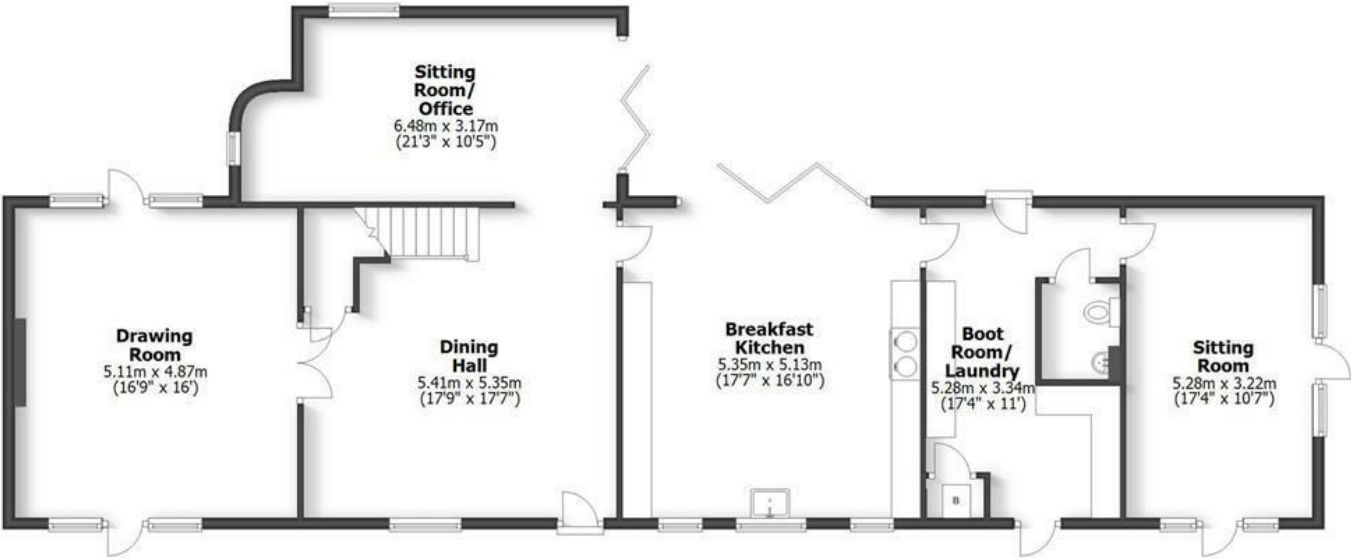 Sitting
Room/
Office
6.48m x 3.17m
(21'3" x 10'5")
Drawing
Room
5.11m x 4.87m
(16'9" x 16')
Dining
Hall
5.41m x 5.35m
(17'9" x 17'7")
Breakfast
Kitchen
5.35m x 5.13m
(17'7" x 16'10")
Boot
Room/
Laundry
5.28m x 3.34m
(17'4" x 11')
Sitting
Room
5.28m x 3.22m
(17'4" x 10'7")
B